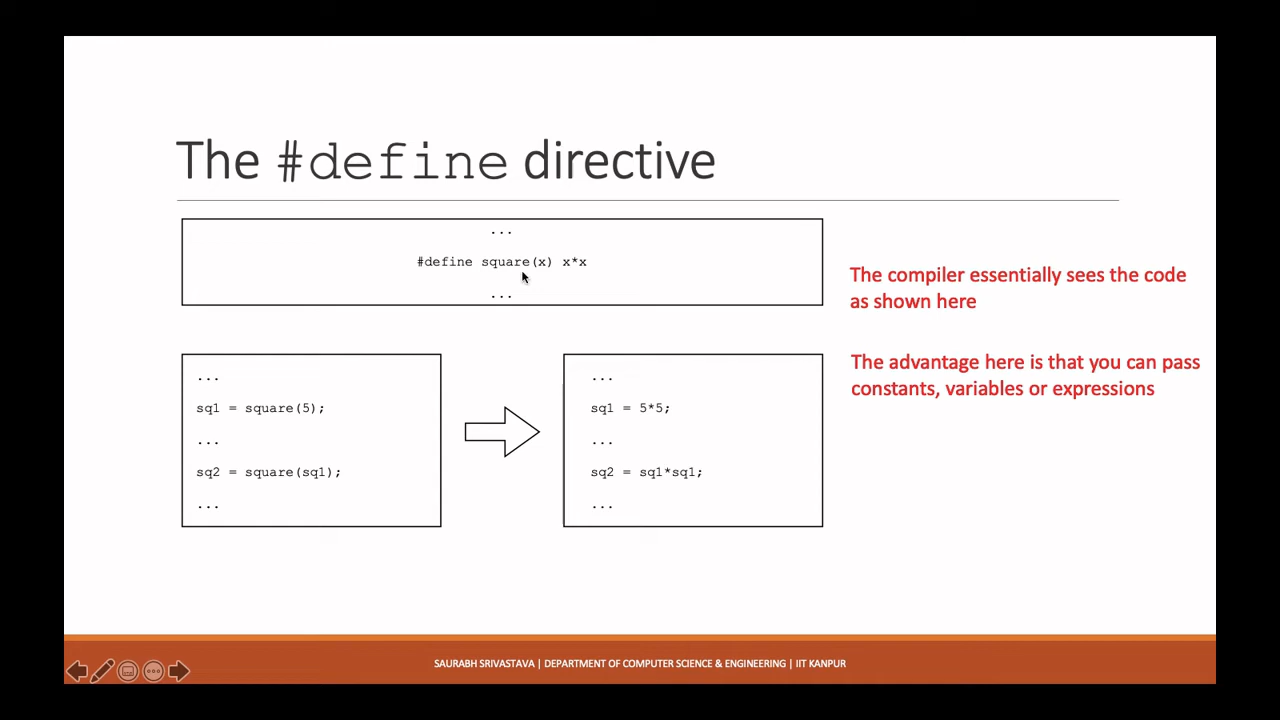 The #define directive
...
#define square(x) x*x
...
The compiler essentially sees the code
as shown here
The advantage here is that you can pass
constants, variables or expressions
...
sq1 = square(5);
...
sq2 = square(sq1);
...
...
sq1 = 5*5;
...
sq2 = sq1*sq1;
...
SAURABH SRIVASTAVA | DEPARTMENT OF COMPUTER SCIENCE & ENGINEERING | IIT KANPUR